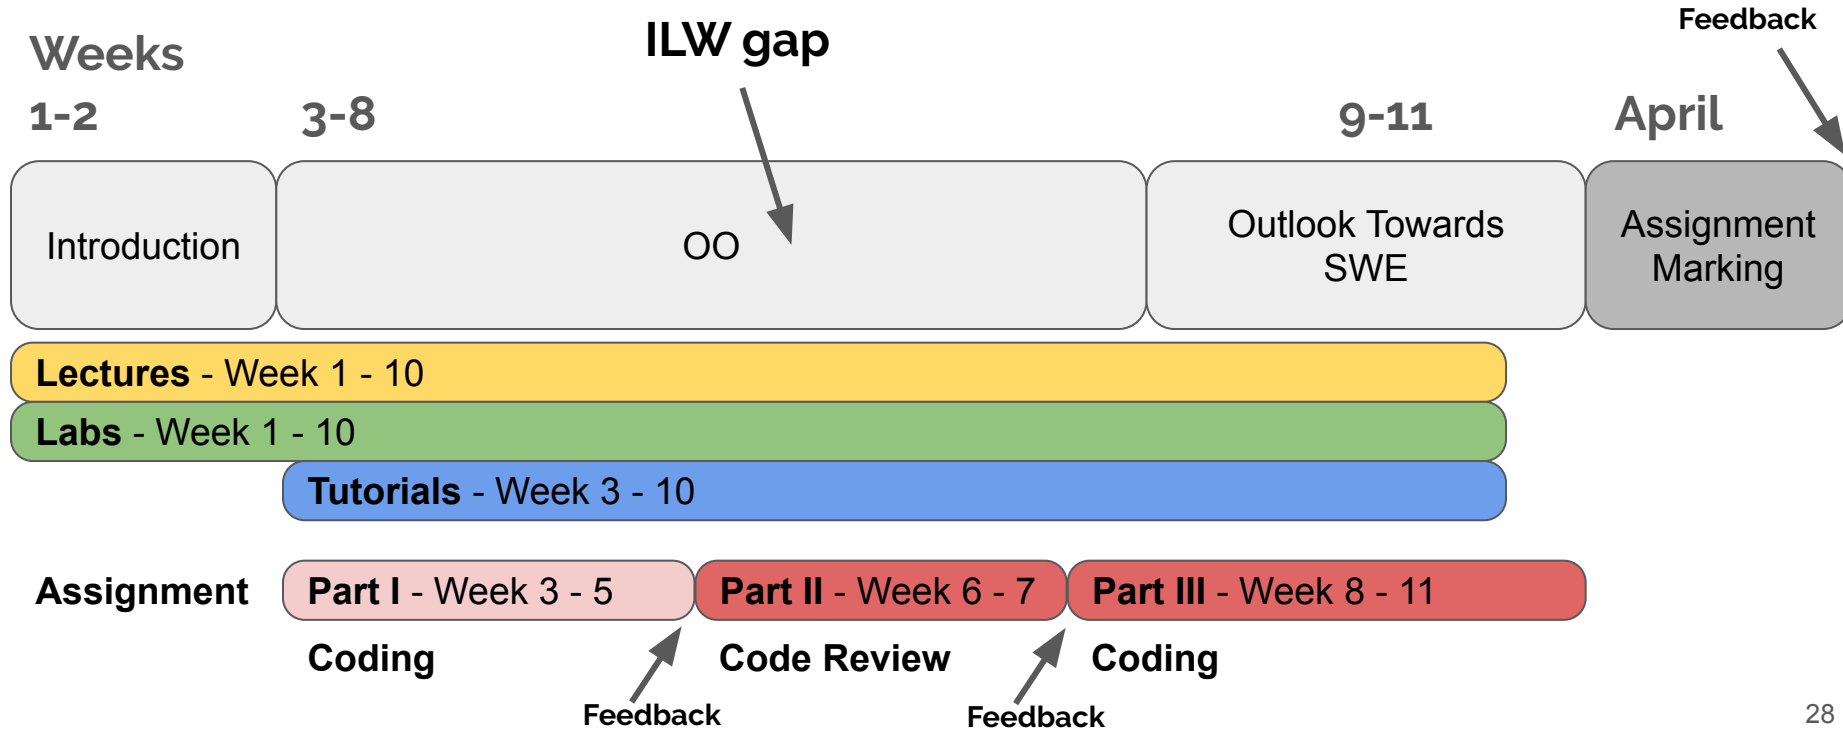 Weeks
1-2
3-8
ILW gap
9-11
April
Feedback
Introduction
OO
Outlook Towards
SWE
Assignment
Marking
Lectures - Week 1 - 10
Labs - Week 1 - 10
Tutorials - Week 3 - 10
Assignment
Part I - Week 3 - 5
Part II - Week 6 - 7
Part III - Week 8 - 11
Coding
Code Review
Coding
Feedback
Feedback
28